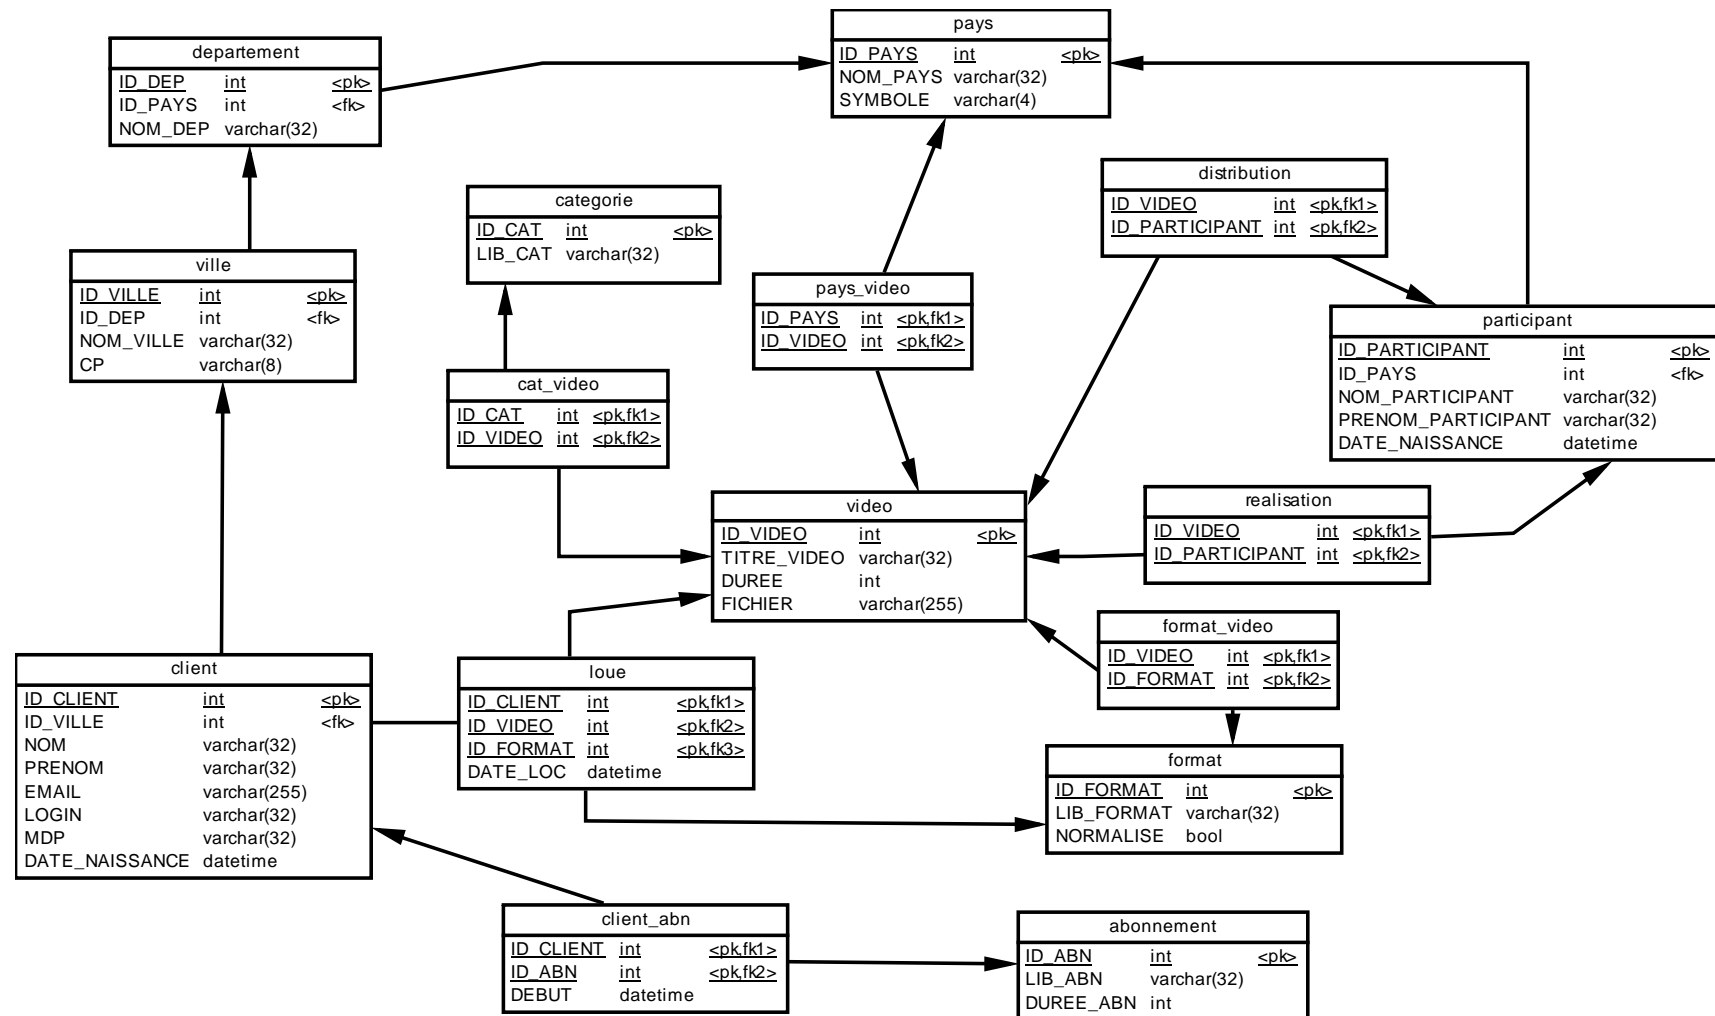 pays
ID_PAYS int <pk>
NOM_PAYS varchar(32)
SYMBOLE varchar(4)
departement
ID_DEP int <pk>
ID_PAYS int <fk>
NOM_DEP varchar(32)
distribution
ID_VIDEO int <pk,fk1>
ID_PARTICIPANT int <pk,fk2>
categorie
ID_CAT int <pk>
LIB_CAT varchar(32)
ville
ID_VILLE int <pk>
ID_DEP int <fk>
NOM_VILLE varchar(32)
CP varchar(8)
pays_video
ID_PAYS int <pk,fk1>
ID_VIDEO int <pk,fk2>
participant
ID_PARTICIPANT int <pk>
ID_PAYS int <fk>
NOM_PARTICIPANT varchar(32)
PRENOM_PARTICIPANT varchar(32)
DATE_NAISSANCE datetime
cat_video
ID_CAT int <pk,fk1>
ID_VIDEO int <pk,fk2>
video
ID_VIDEO int <pk>
TITRE_VIDEO varchar(32)
DUREE int
FICHIER varchar(255)
realisation
ID_VIDEO int <pk,fk1>
ID_PARTICIPANT int <pk,fk2>
format_video
ID_VIDEO int <pk,fk1>
ID_FORMAT int <pk,fk2>
client
ID_CLIENT int <pk>
ID_VILLE int <fk>
NOM varchar(32)
PRENOM varchar(32)
EMAIL varchar(255)
LOGIN varchar(32)
MDP varchar(32)
DATE_NAISSANCE datetime
loue
ID_CLIENT int <pk,fk1>
ID_VIDEO int <pk,fk2>
ID_FORMAT int <pk,fk3>
DATE_LOC datetime
format
ID_FORMAT int <pk>
LIB_FORMAT varchar(32)
NORMALISE bool
client_abn
ID_CLIENT int <pk,fk1>
ID_ABN int <pk,fk2>
DEBUT datetime
abonnement
ID_ABN int <pk>
LIB_ABN varchar(32)
DUREE_ABN int